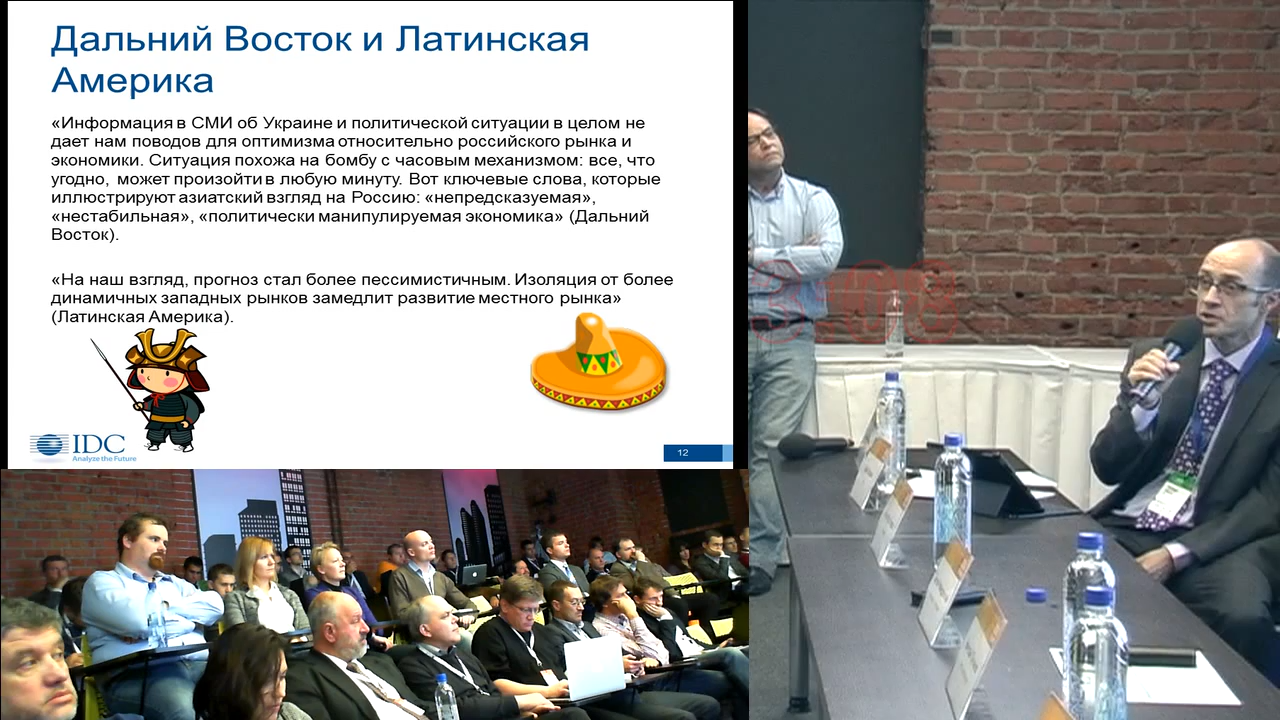 Дальний Восток и Латинская
Америка
«Информация в СМИ об Украине и политической ситуации в целом не
дает нам поводов для оптимизма относительно российского рынка и
экономики. Ситуация похожа на бомбу с часовым механизмом: все, что
угодно, может произойти в любую минуту. Вот ключевые слова, которые
иллюстрируют азиатский взгляд на Россию: «непредсказуемая»,
«нестабильная», «политически манипулируемая экономика» (Дальний
Восток).
«На наш взгляд, прогноз стал более пессимистичным. Изоляция от более
динамичных западных рынков замедлит развитие местного рынка»
(Латинская Америка).
IDC
Analyze the Future
12